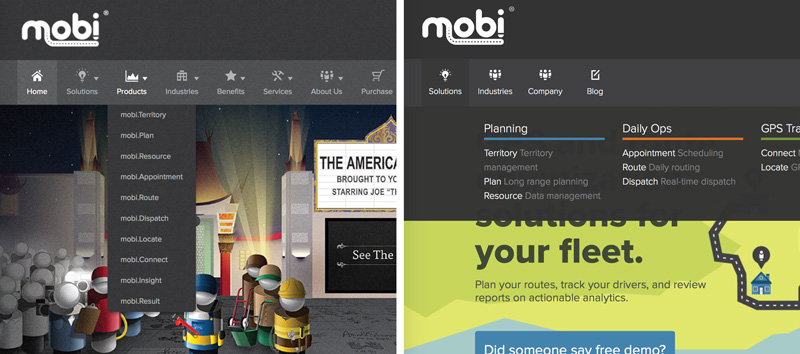 mobi®
Home
Solutions
Products
Industries
Benefits
Services
About Us
Purchase
mobi.Territory
mobi.Plan
mobi.Resource
mobi.Appointment
mobi.Route
mobi.Dispatch
mobi.Locate
mobi.Connect
mobi.Insight
mobi.Result
THE AMERICA
BROUGHT TO YO
STARRING JOE "T
See The
mobi®
Solutions
Industries
Company
Blog
Planning
Territory Territory
management
Plan Long range planning
Resource Data management
Daily Ops
Appointment Scheduling
Route Daily routing
Dispatch Real-time dispatch
GPS Tra
Connect
Locate GP
solutions for
your fleet.
Plan your routes, track your drivers, and review
reports on actionable analytics.
Did someone say free demo?